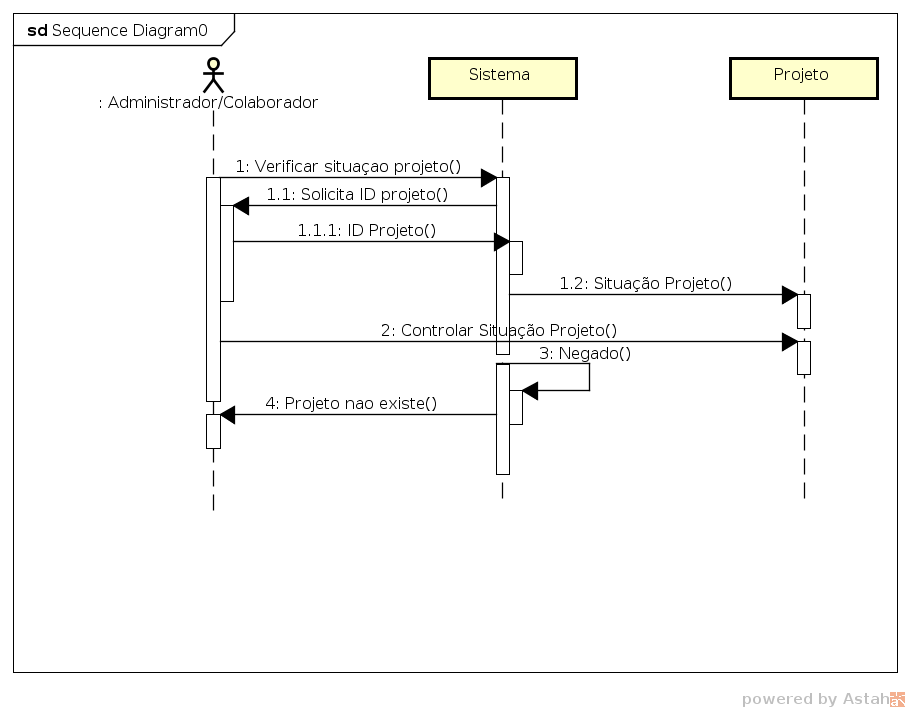 sd Sequence Diagram0
: Administrador/Colaborador
Sistema
Projeto
1: Verificar situaçao projeto()
1.1: Solicita ID projeto()
1.1.1: ID Projeto()
1.2: Situação Projeto()
2: Controlar Situação Projeto()
3: Negado()
4: Projeto nao existe()
powered by Astah